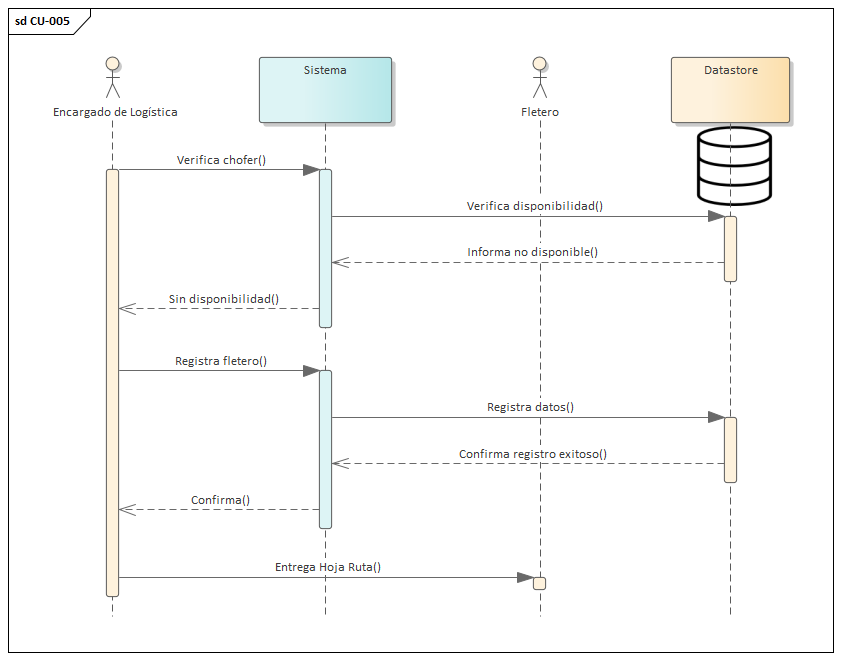 sd CU-005
Encargado de Logística
Sistema
Fletero
Datastore
Verifica chofer()
Verifica disponibilidad()
Informa no disponible()
Sin disponibilidad()
Registra fletero()
Registra datos()
Confirma registro exitoso()
Confirma()
Entrega Hoja Ruta()